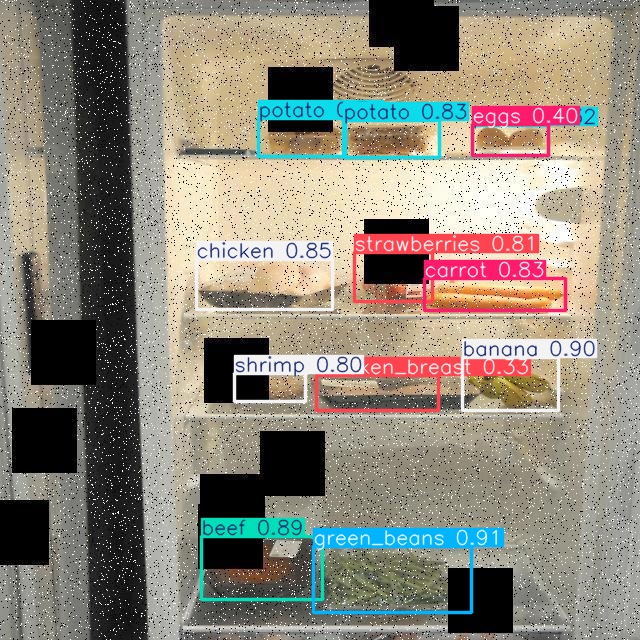 potato
potato 0.83
eggs 0.40
chicken 0.85
strawberries 0.81
carrot 0.83
banana 0.90
shrimp 0.80
ken_breast 0.33
beef 0.89
green_beans 0.91